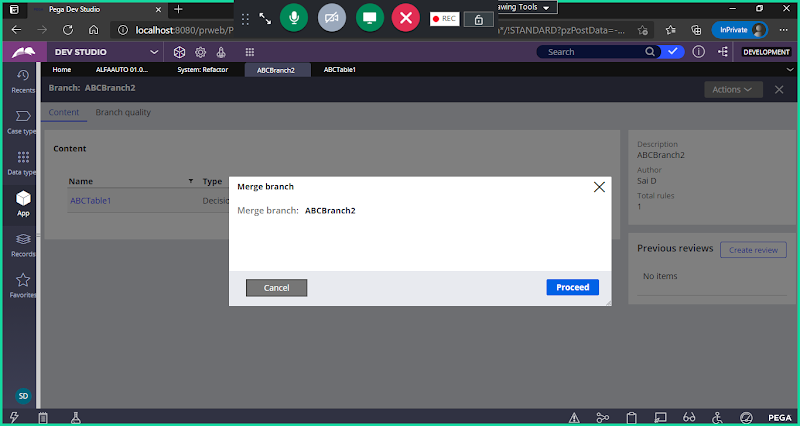 Pega Dev Studio
REC
awing Tools
localhost:8080/prweb/
*/!STANDARD?pzPostData=-...
InPrivate
DEV STUDIO
Search
DEVELOPMENT
Home
ALFAAUTO 01.0...
System: Refactor
ABCBranch2
ABCTable1
Recents
Branch: ABCBranch2
Actions
Content
Branch quality
Case type
Content
Description
ABCBranch2
Author
Sai D
Total rules
1
Data type
Name
Type
ABCTable1
Decisio
Merge branch
Merge branch: ABCBranch2
Cancel
Proceed
App
Records
Favorites
Previous reviews
Create review
No items
SD
PEGA